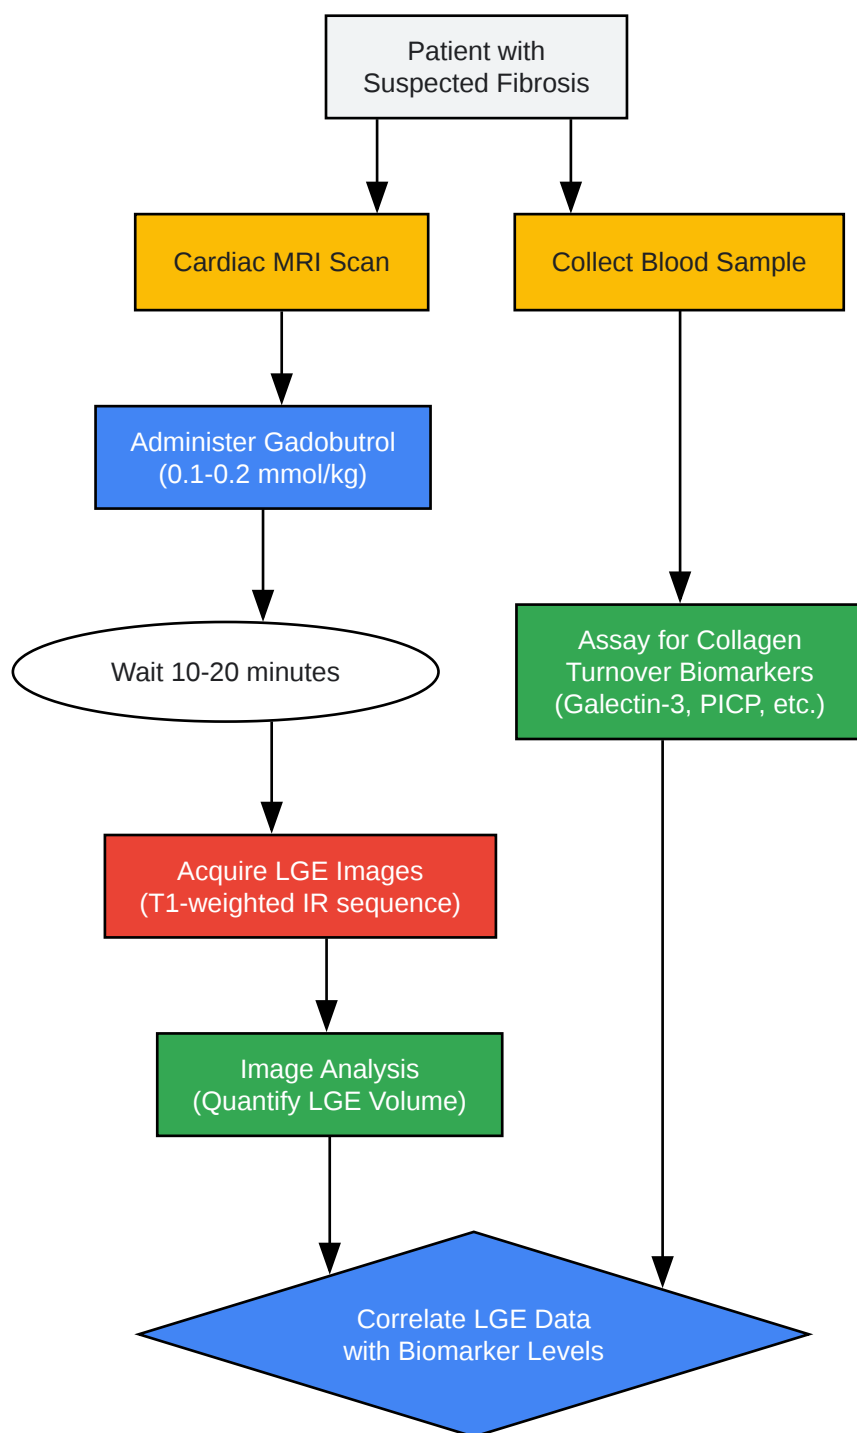 Patient with
Suspected Fibrosis
Cardiac MRI Scan
Collect Blood Sample
Administer Gadobutrol
(0.1-0.2 mmol/kg)
Wait 10-20 minutes
Assay for Collagen
Turnover Biomarkers
(Galectin-3, PICP, etc.)
Acquire LGE Images
(T1-weighted IR sequence)
Image Analysis
(Quantify LGE Volume)
Correlate LGE Data
with Biomarker Levels